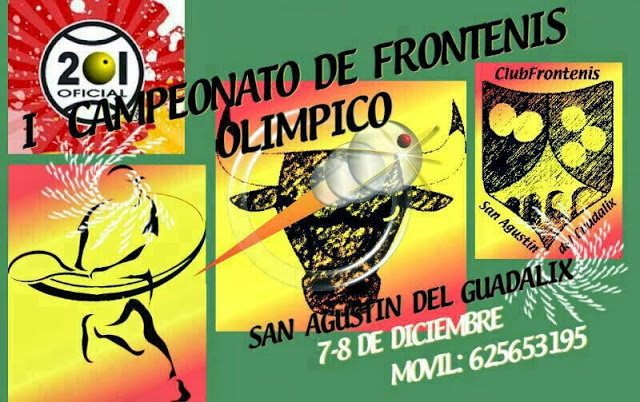 201
OFICIAL
I CAMPEONATO DE FRONTENIS
OLIMPICO
ClubFrontenis
San Agustin del Guadalix
SAN AGUSTIN DEL GUADALIX
7-8 DE DICIEMBRE
MOVIL: 625653195